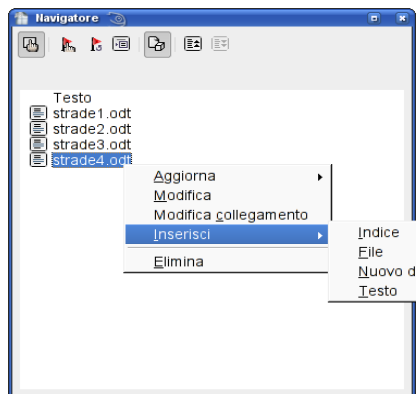 Navigatore
Testo
strade1.odt
strade2.odt
strade3.odt
strade4.odt
Aggiorna
Modifica
Modifica collegamento
Inserisci
Elimina
Indice
File
Nuovo d
Testo